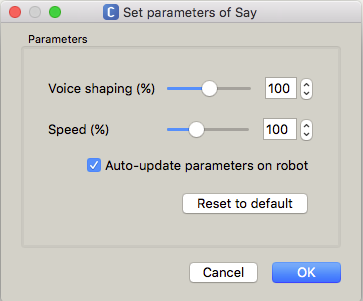 C Set parameters of Say
Parameters
Voice shaping (%) 100
Speed (%) 100
Auto-update parameters on robot
Reset to default
Cancel OK